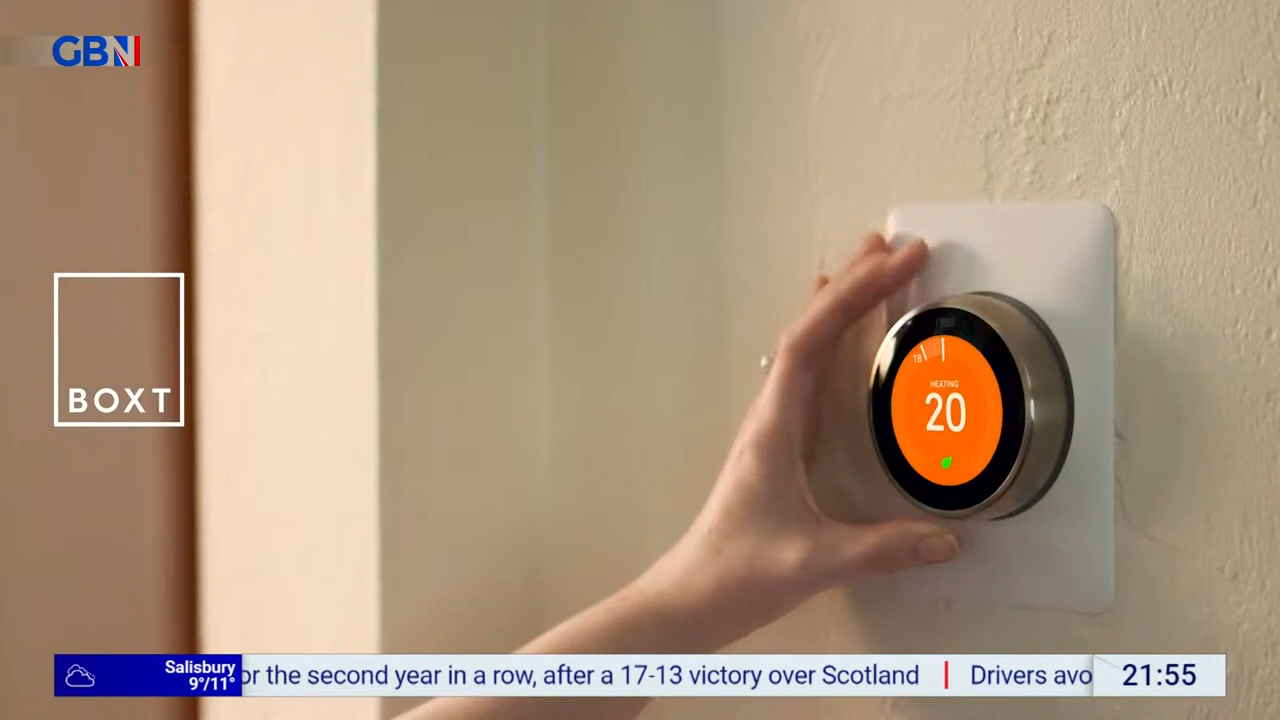 GBN
BOXT
18
HEATING
20
Salisbury
9°/11°
or the second year in a row, after a 17-13 victory over Scotland
Drivers avo
21:55